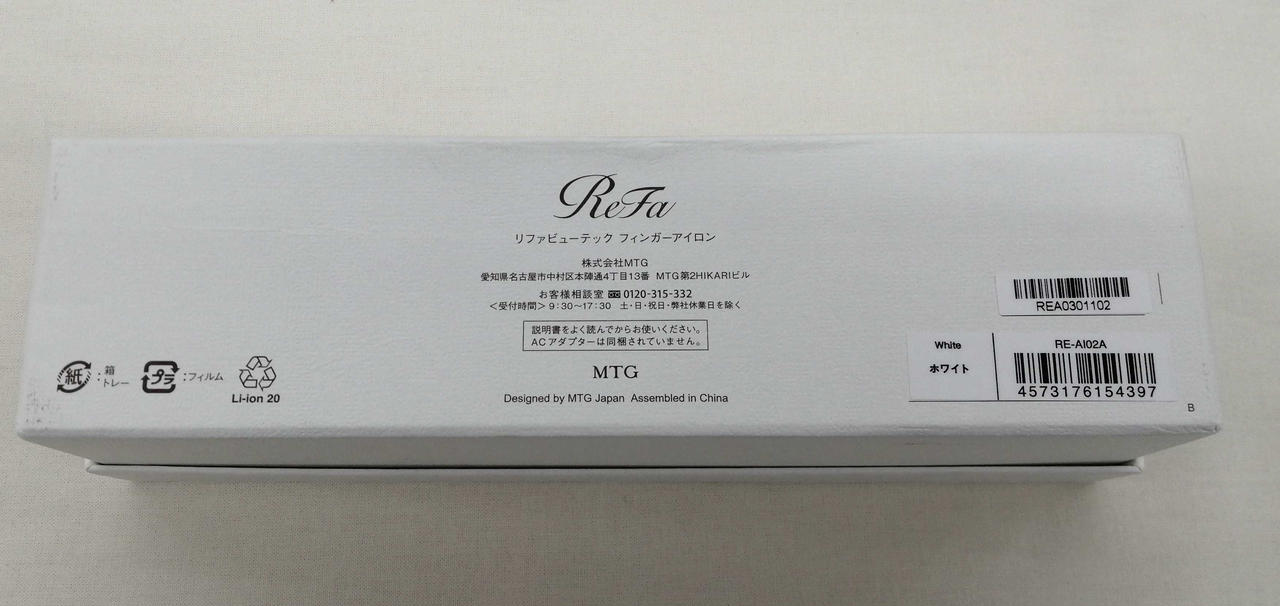 ReFa
リファビューテック フィンガーアイロン
株式会社MTG
愛知県名古屋市中村区本陣通4丁目13番 MTG第2HIKARIビル
お客様相談室 0120-315-332
＜受付時間＞9:30〜17:30 土・日・祝日・弊社休業日を除く
説明書をよく読んでからお使いください。
ACアダプターは同梱されていません。
MTG
Designed by MTG Japan Assembled in China
紙
:箱
トレー
プラ
:フィルム
Li-ion 20
REA0301102
White
ホワイト
RE-AI02A
4573176154397
B